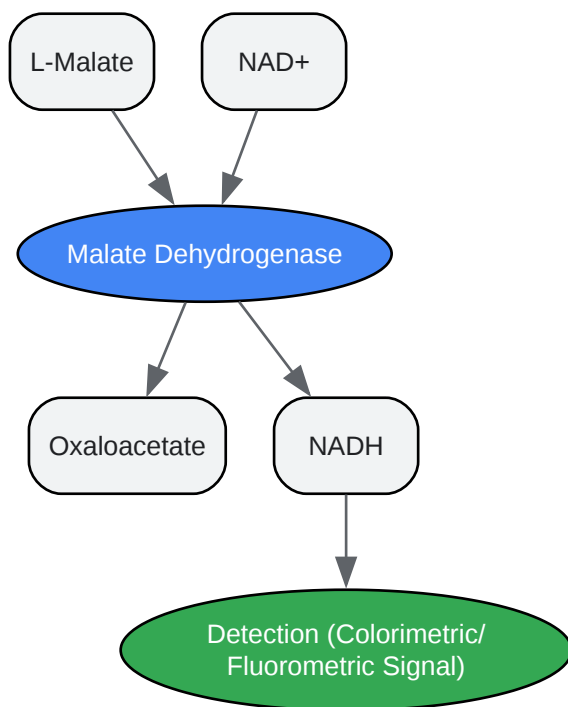 L-Malate
NAD+
Malate Dehydrogenase
Oxaloacetate
NADH
Detection (Colorimetric/
Fluorometric Signal)